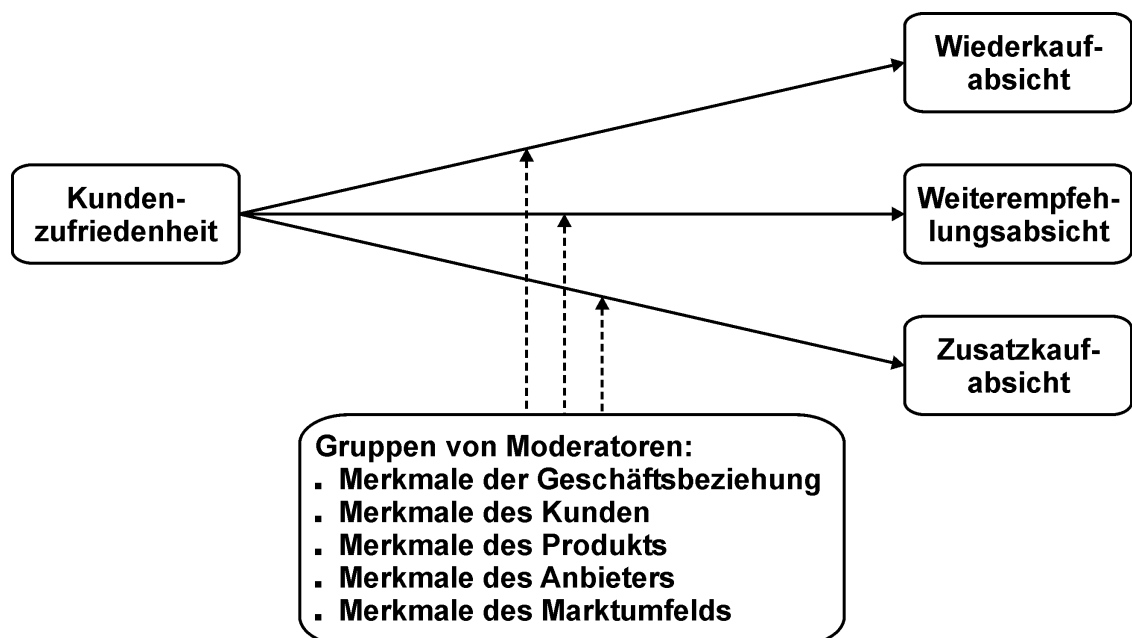 Wiederkauf-
absicht
Kunden-
zufriedenheit
Weiterempfeh-
lungsabsicht
Zusatzkauf-
absicht
Gruppen von Moderatoren:
. Merkmale der Geschäftsbeziehung
. Merkmale des Kunden
. Merkmale des Produkts
. Merkmale des Anbieters
. Merkmale des Marktumfelds